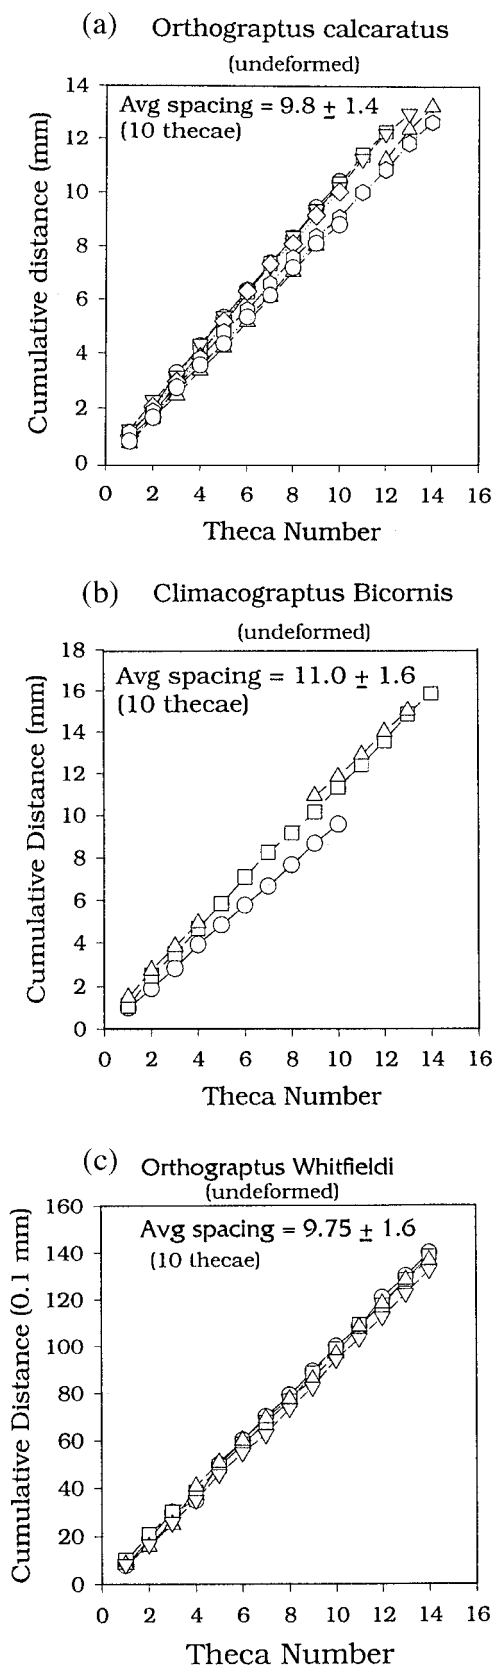 (a) Orthograptus calcaratus
(undeformed)
Avg spacing = 9.8 ± 1.4
(10 thecae)
Cumulative distance (mm)
14
12
10
8
6
4
2
0
0 2 4 6 8 10 12 14 16
Theca Number
(b) Climacograptus Bicornis
(undeformed)
Avg spacing = 11.0 ± 1.6
(10 thecae)
Cumulative Distance (mm)
18
16
14
12
10
8
6
4
2
0
0 2 4 6 8 10 12 14 16
Theca Number
(c) Orthograptus Whitfieldi
(undeformed)
Avg spacing = 9.75 ± 1.6
(10 thecae)
Cumulative Distance (0.1 mm)
160
140
120
100
80
60
40
20
0
0 2 4 6 8 10 12 14 16
Theca Number